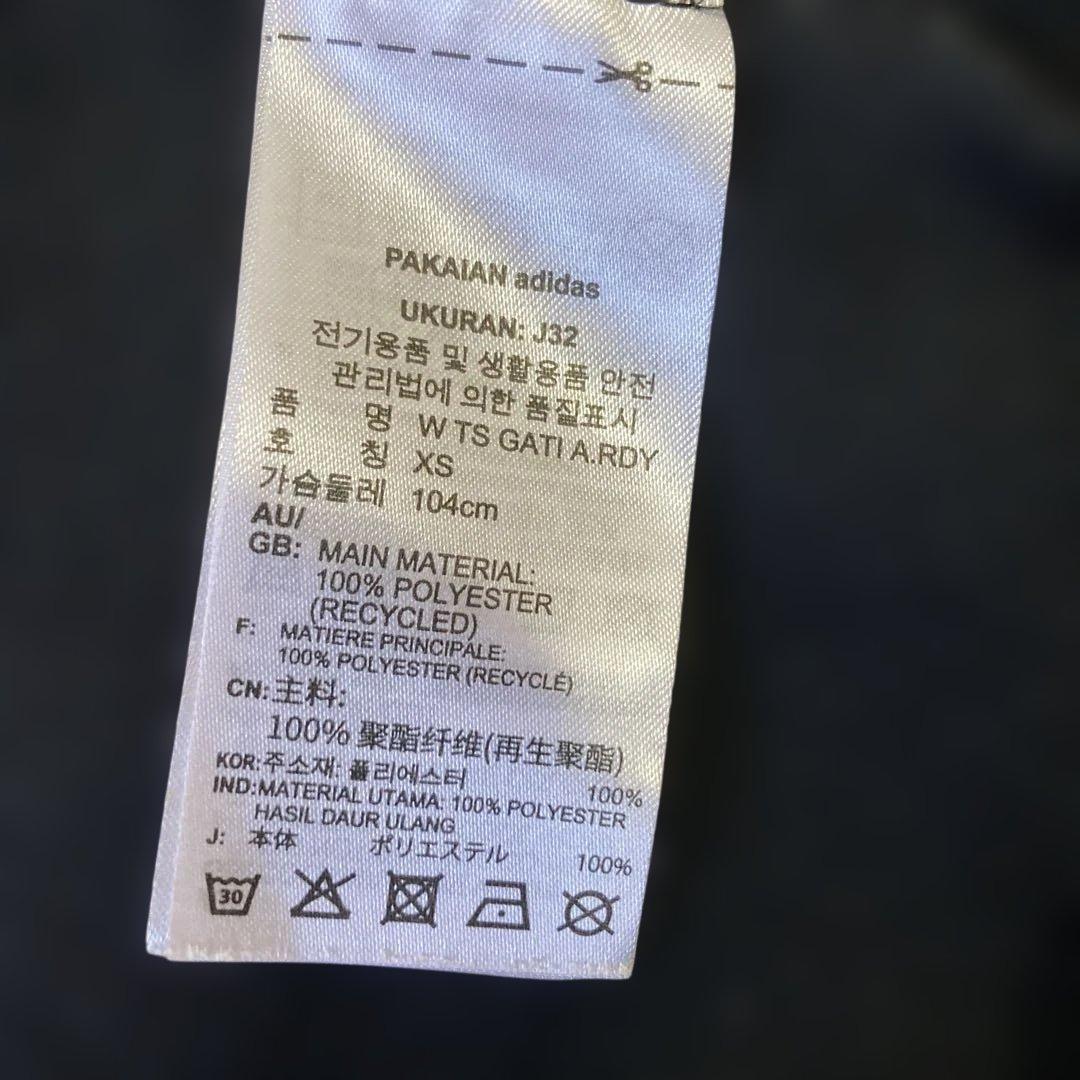 PAKAIAN adidas
UKURAN: J32
전기용품 및 생활용품 안전
관리법에 의한 품질표시
품 명 W TS GATI A.RDY
호 칭 XS
가슴둘레 104cm
AU/
GB: MAIN MATERIAL:
100% POLYESTER
(RECYCLED)
F: MATIERE PRINCIPALE:
100% POLYESTER (RECYCLÉ)
CN: 主料:
100% 聚酯纤维(再生聚酯)
KOR: 주소재: 폴리에스터 100%
IND: MATERIAL UTAMA: 100% POLYESTER
HASIL DAUR ULANG
J: 本体 ポリエステル 100%
30